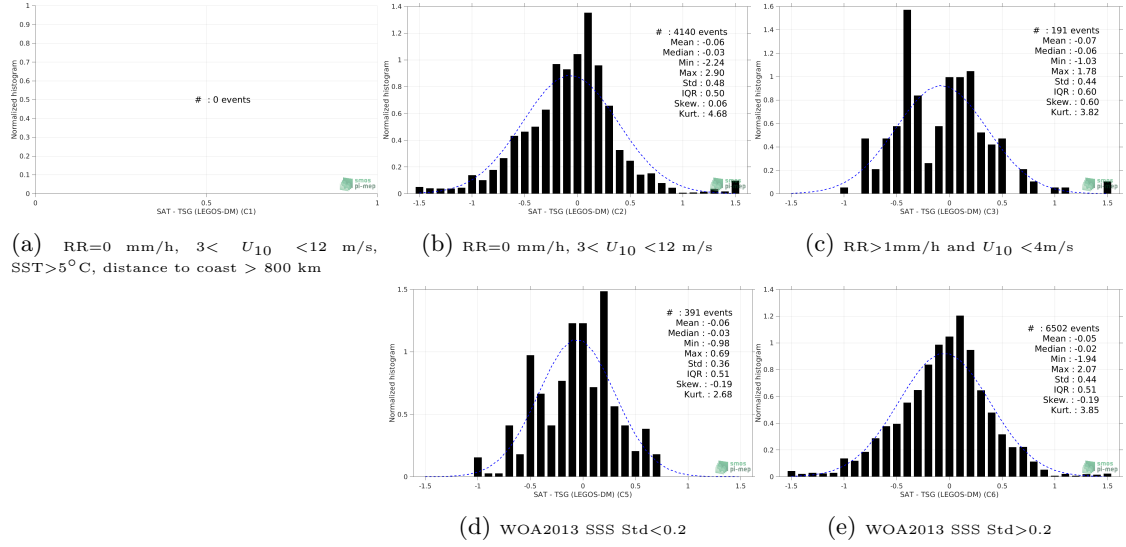 1
0.9
0.8
0.7
0.6
0.5
0.4
0.3
0.2
0.1
0
Normalized histogram
# : 0 events
smos
pi-mep
0 0.5 1
SAT - TSG (LEGOS-DM) (C1)
(a) RR=0 mm/h, 3< U10 <12 m/s,
SST>5°C, distance to coast > 800 km
1.4
1.2
1
0.8
0.6
0.4
0.2
0
Normalized histogram
# : 4140 events
Mean : -0.06
Median : -0.03
Min : -2.24
Max : 2.90
Std : 0.48
IQR : 0.50
Skew. : 0.06
Kurt. : 4.68
smos
pi-mep
-1.5 -1 -0.5 0 0.5 1 1.5
SAT - TSG (LEGOS-DM) (C2)
(b) RR=0 mm/h, 3< U10 <12 m/s
1.6
1.4
1.2
1
0.8
0.6
0.4
0.2
0
Normalized histogram
# : 191 events
Mean : -0.07
Median : -0.06
Min : -1.03
Max : 1.78
Std : 0.44
IQR : 0.60
Skew. : 0.60
Kurt. : 3.82
smos
pi-mep
-1.5 -1 -0.5 0 0.5 1 1.5
SAT - TSG (LEGOS-DM) (C3)
(c) RR>1mm/h and U10 <4m/s
1.5
1
0.5
0
Normalized histogram
# : 391 events
Mean : -0.06
Median : -0.03
Min : -0.98
Max : 0.69
Std : 0.36
IQR : 0.51
Skew. : -0.19
Kurt. : 2.68
smos
pi-mep
-1.5 -1 -0.5 0 0.5 1 1.5
SAT - TSG (LEGOS-DM) (C5)
(d) WOA2013 SSS Std<0.2
1.4
1.2
1
0.8
0.6
0.4
0.2
0
Normalized histogram
# : 6502 events
Mean : -0.05
Median : -0.02
Min : -1.94
Max : 2.07
Std : 0.44
IQR : 0.51
Skew. : -0.19
Kurt. : 3.85
smos
pi-mep
-1.5 -1 -0.5 0 0.5 1 1.5
SAT - TSG (LEGOS-DM) (C6)
(e) WOA2013 SSS Std>0.2